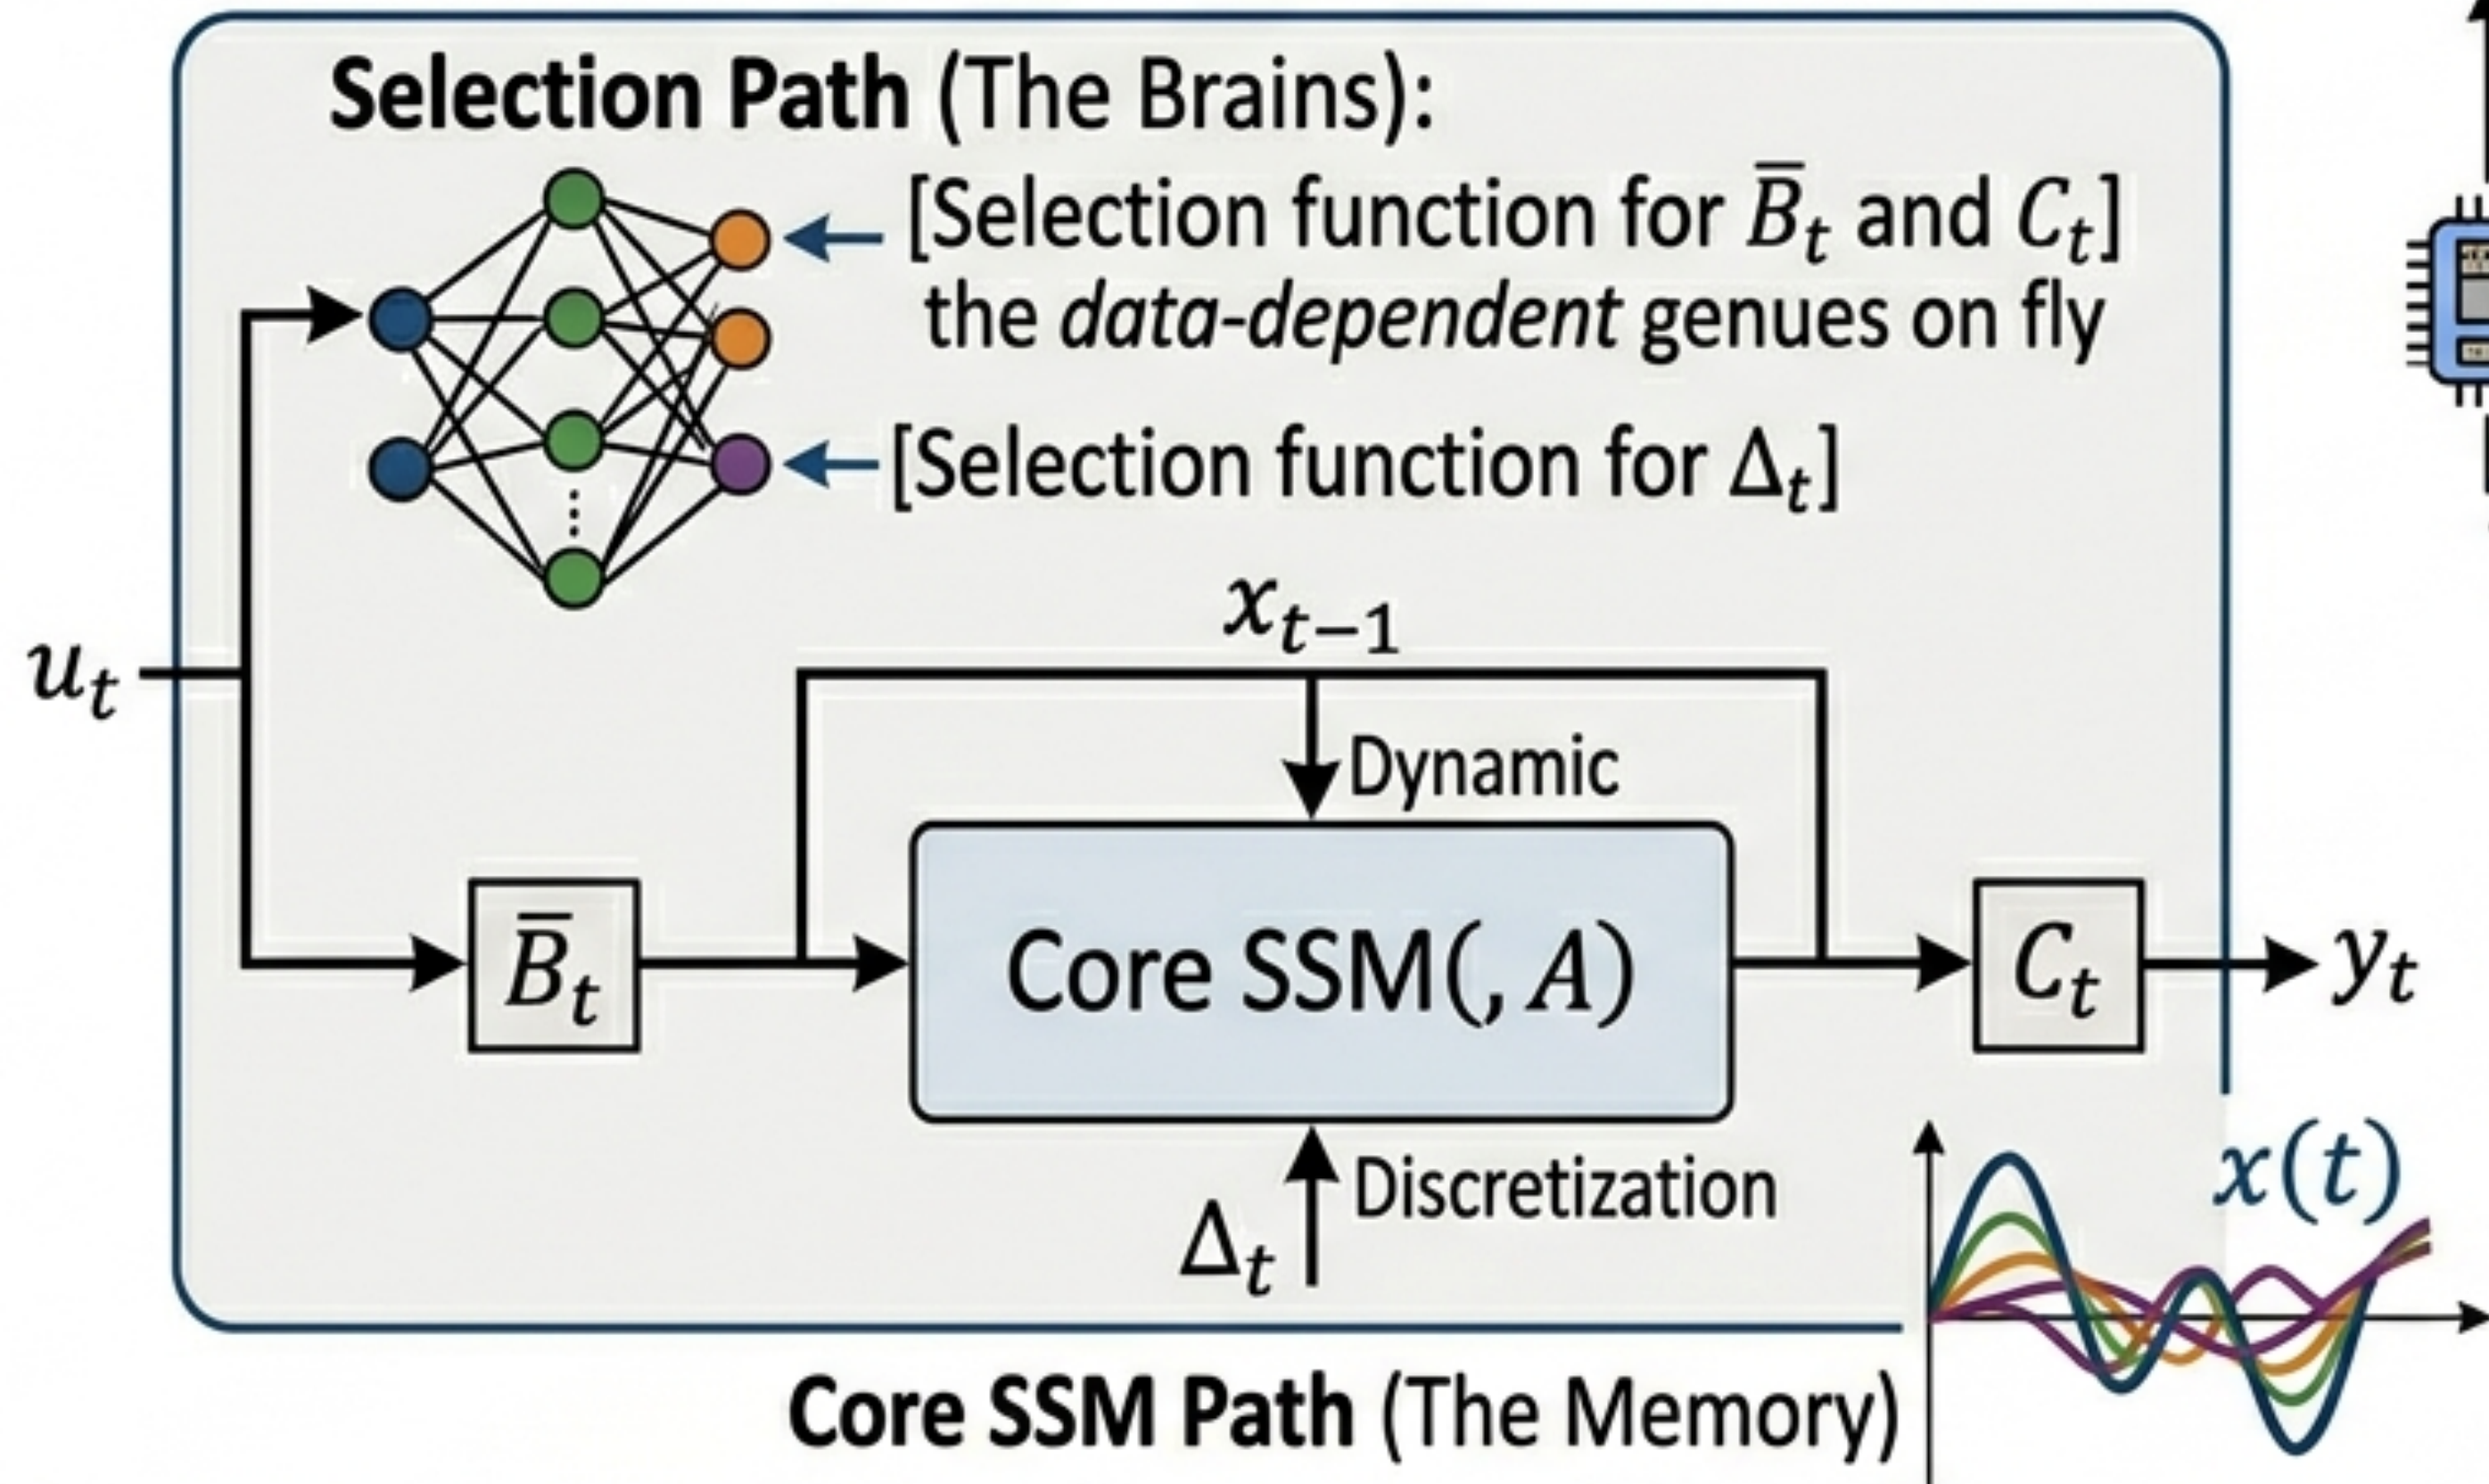 Selection Path (The Brains):
[Selection function for B̅ₜ and Cₜ]
the data-dependent genues on fly
[Selection function for Δₜ]
xₜ₋₁
uₜ
Dynamic
B̅ₜ
Core SSM(, A)
Cₜ
yₜ
Discretization
Δₜ
x(t)
Core SSM Path (The Memory)